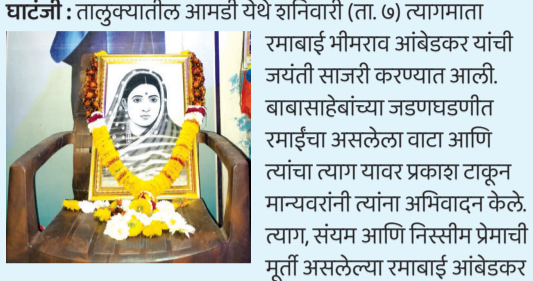 घाटंजी : तालुक्यातील आमडी येथे शनिवारी (ता. ७) त्यागमाता
रमाबाई भीमराव आंबेडकर यांची
जयंती साजरी करण्यात आली.
बाबासाहेबांच्या जडणघडणीत
रमाईंचा असलेला वाटा आणि
त्यांचा त्याग यावर प्रकाश टाकून
मान्यवरांनी त्यांना अभिवादन केले.
त्याग, संयम आणि निस्सीम प्रेमाची
मूर्ती असलेल्या रमाबाई आंबेडकर